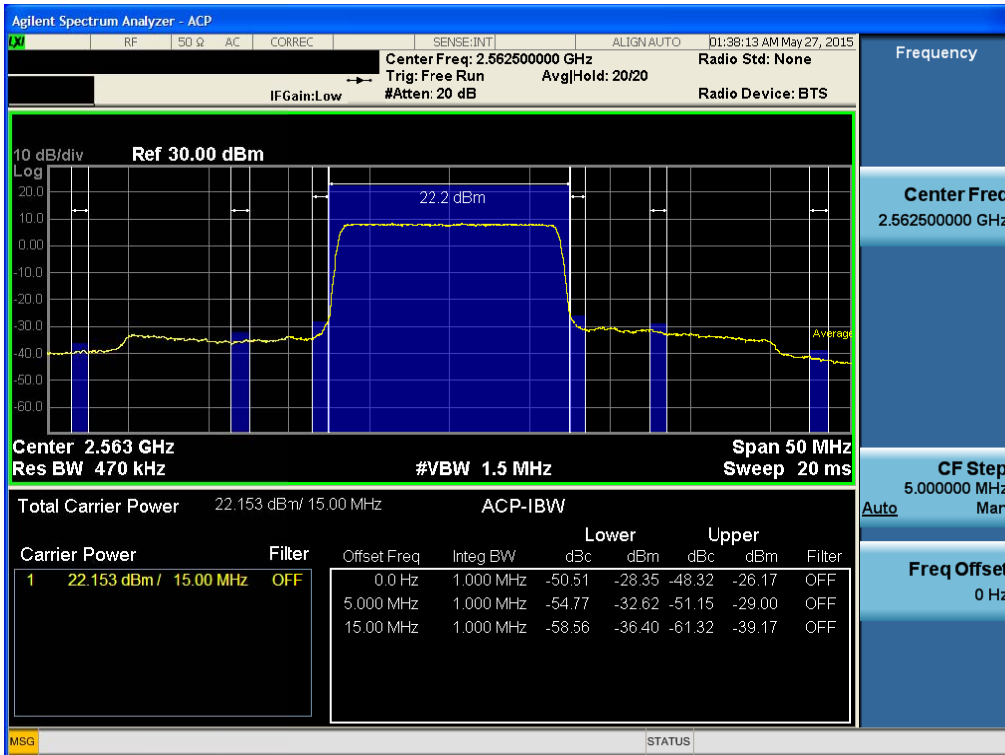 Agilent Spectrum Analyzer - ACP
LXI RF 50 Ω AC CORREC SENSE:INT ALIGN AUTO 01:38:13 AM May 27, 2015
Center Freq: 2.562500000 GHz Radio Std: None
Trig: Free Run Avg|Hold: 20/20
IFGain:Low #Atten: 20 dB Radio Device: BTS
10 dB/div Ref 30.00 dBm
Log
20.0
10.0
0.00
-10.0
-20.0
-30.0
-40.0
-50.0
-60.0
22.2 dBm
Average
Center 2.563 GHz Span 50 MHz
Res BW 470 kHz #VBW 1.5 MHz Sweep 20 ms
Total Carrier Power 22.153 dBm/ 15.00 MHz ACP-IBW
Lower Upper
Carrier Power Filter Offset Freq Integ BW dBc dBm dBc dBm Filter
1 22.153 dBm / 15.00 MHz OFF 0.0 Hz 1.000 MHz -50.51 -28.35 -48.32 -26.17 OFF
5.000 MHz 1.000 MHz -54.77 -32.62 -51.15 -29.00 OFF
15.00 MHz 1.000 MHz -58.56 -36.40 -61.32 -39.17 OFF
MSG STATUS
Frequency
Center Freq
2.562500000 GHz
CF Step
5.000000 MHz
Auto Man
Freq Offset
0 Hz